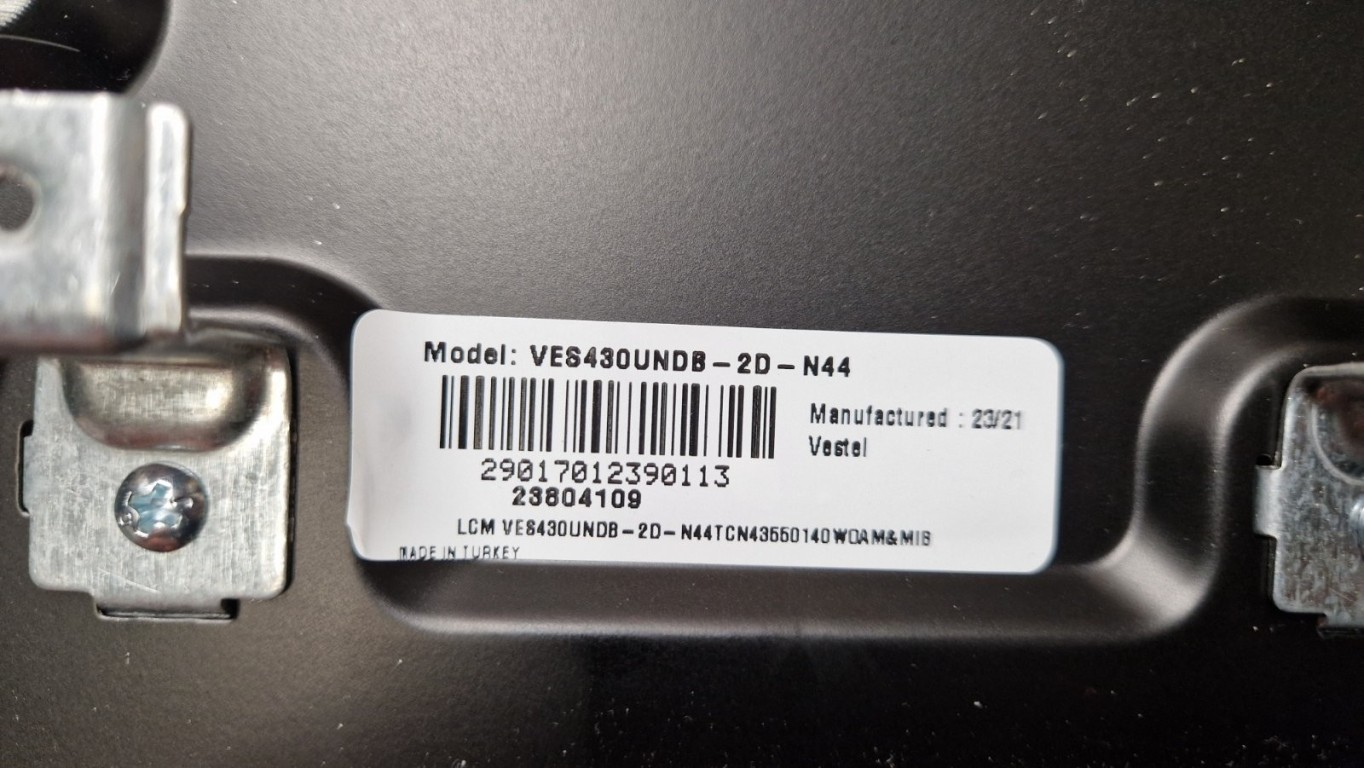 Model: VES430UNDB-2D-N44
Manufactured : 23/21
Vestel
29017012390113
23804109
LCM VES430UNDB-2D-N44TCN43550140WOAM&MIB
MADE IN TURKEY